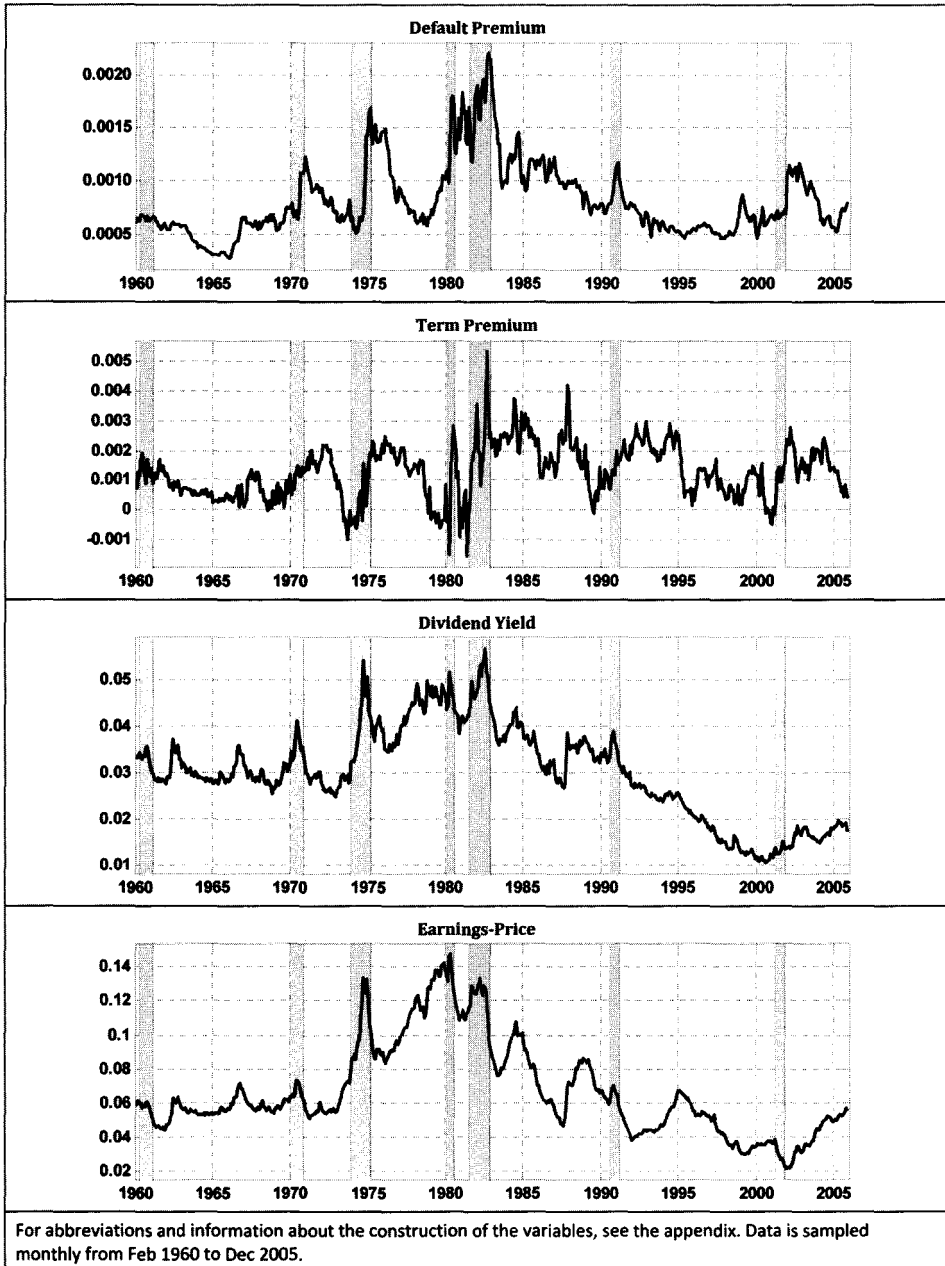 Default Premium
0.0020
0.0015
0.0010
0.0005
1960 1965 1970 1975 1980 1985 1990 1995 2000 2005
Term Premium
0.005
0.004
0.003
0.002
0.001
0
-0.001
1960 1965 1970 1975 1980 1985 1990 1995 2000 2005
Dividend Yield
0.05
0.04
0.03
0.02
0.01
1960 1965 1970 1975 1980 1985 1990 1995 2000 2005
Earnings-Price
0.14
0.12
0.1
0.08
0.06
0.04
0.02
1960 1965 1970 1975 1980 1985 1990 1995 2000 2005
For abbreviations and information about the construction of the variables, see the appendix. Data is sampled
monthly from Feb 1960 to Dec 2005.